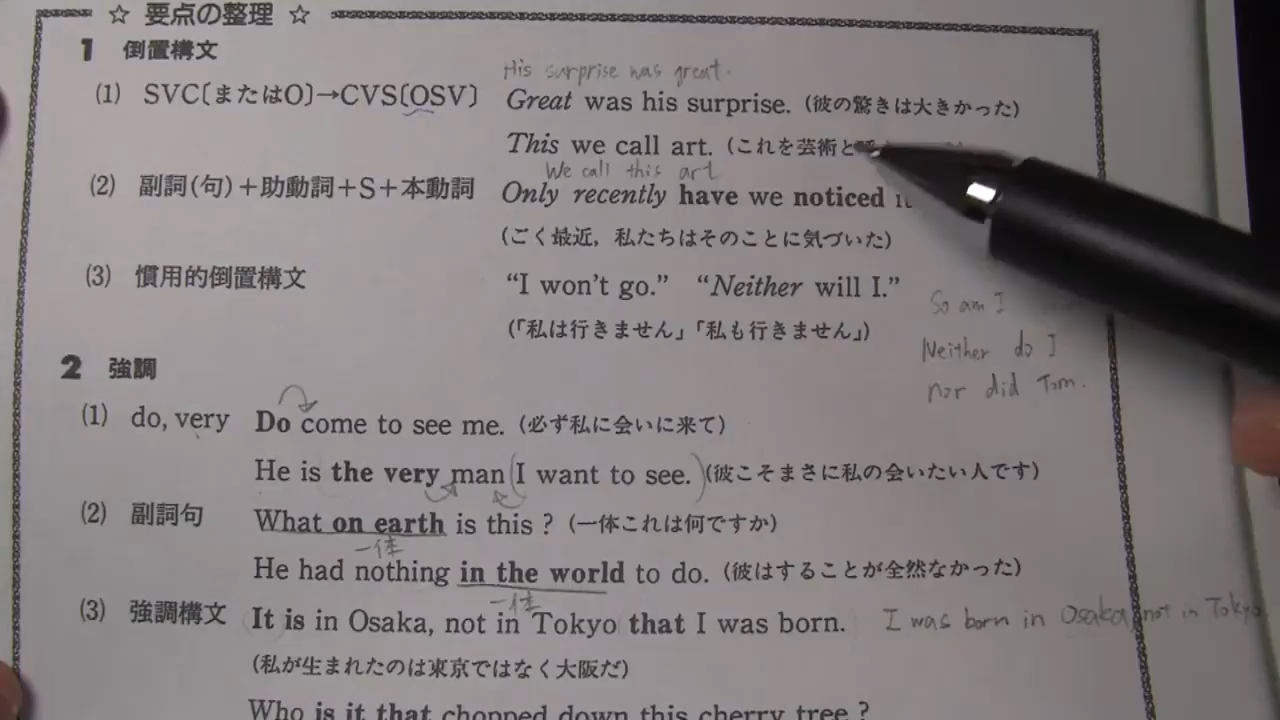 ☆ 要点の整理 ☆
1 倒置構文
His surprise was great.
(1) SVC〔またはO〕→CVS〔OSV〕 Great was his surprise. (彼の驚きは大きかった)
This we call art. (これを芸術と
We call this art
(2) 副詞(句)+助動詞+S+本動詞 Only recently have we noticed
(ごく最近, 私たちはそのことに気づいた)
(3) 慣用的倒置構文 “I won't go.” “Neither will I.”
(「私は行きません」「私も行きません」)
So am I
Neither do I
nor did Tom.
2 強調
(1) do, very Do come to see me. (必ず私に会いに来て)
He is the very man (I want to see.) (彼こそまさに私の会いたい人です)
(2) 副詞句 What on earth is this? (一体これは何ですか)
一体
He had nothing in the world to do. (彼はすることが全然なかった)
一体
(3) 強調構文 It is in Osaka, not in Tokyo that I was born. I was born in Osaka, not in Tokyo
(私が生まれたのは東京ではなく大阪だ)
Who is it that chopped down this cherry tree?